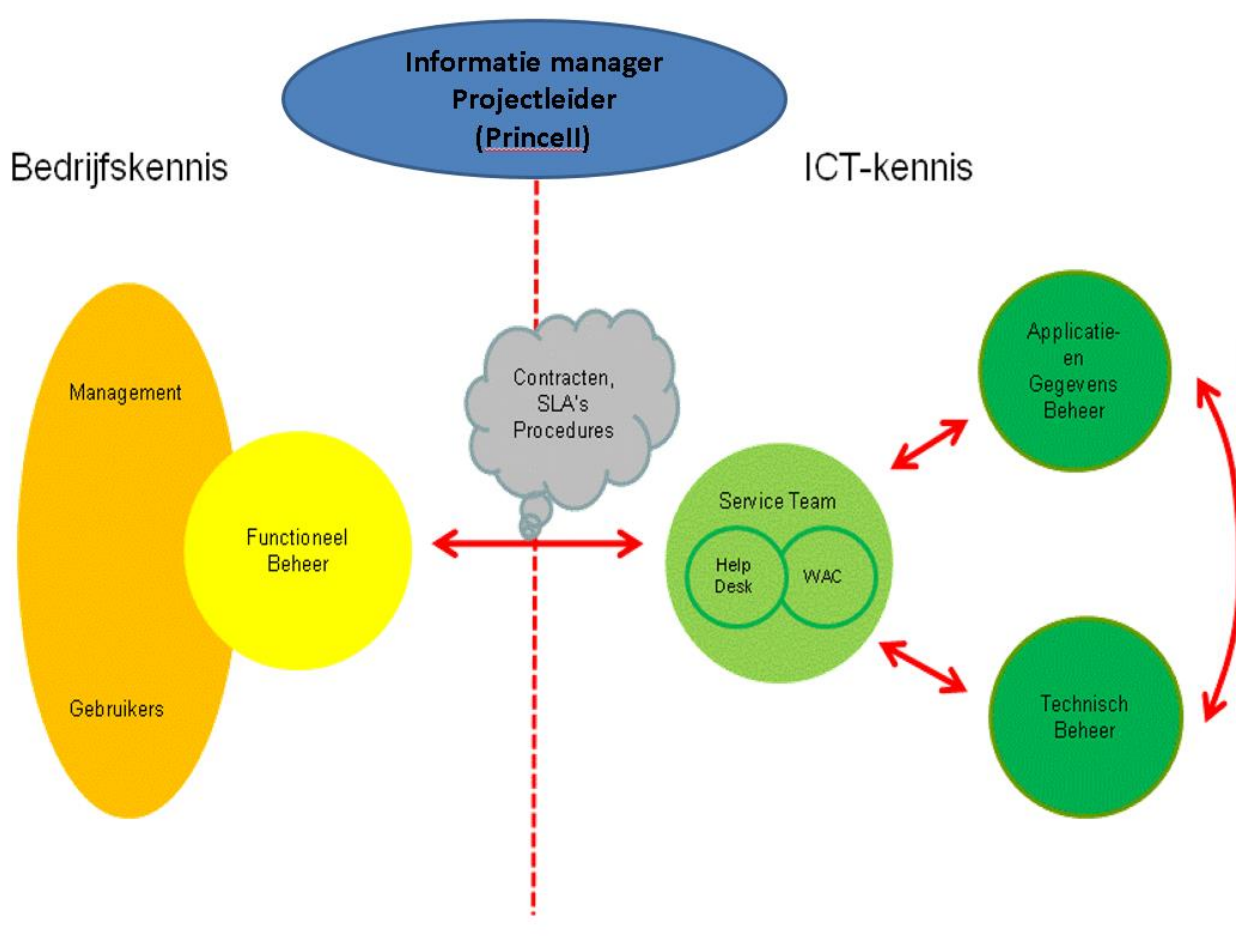 Informatie manager
Projectleider
(PrinceII)
Bedrijfskennis
ICT-kennis
Management
Gebruikers
Functioneel
Beheer
Contracten,
SLA's
Procedures
Service Team
Help
Desk
WAC
Applicatie-
en
Gegevens
Beheer
Technisch
Beheer